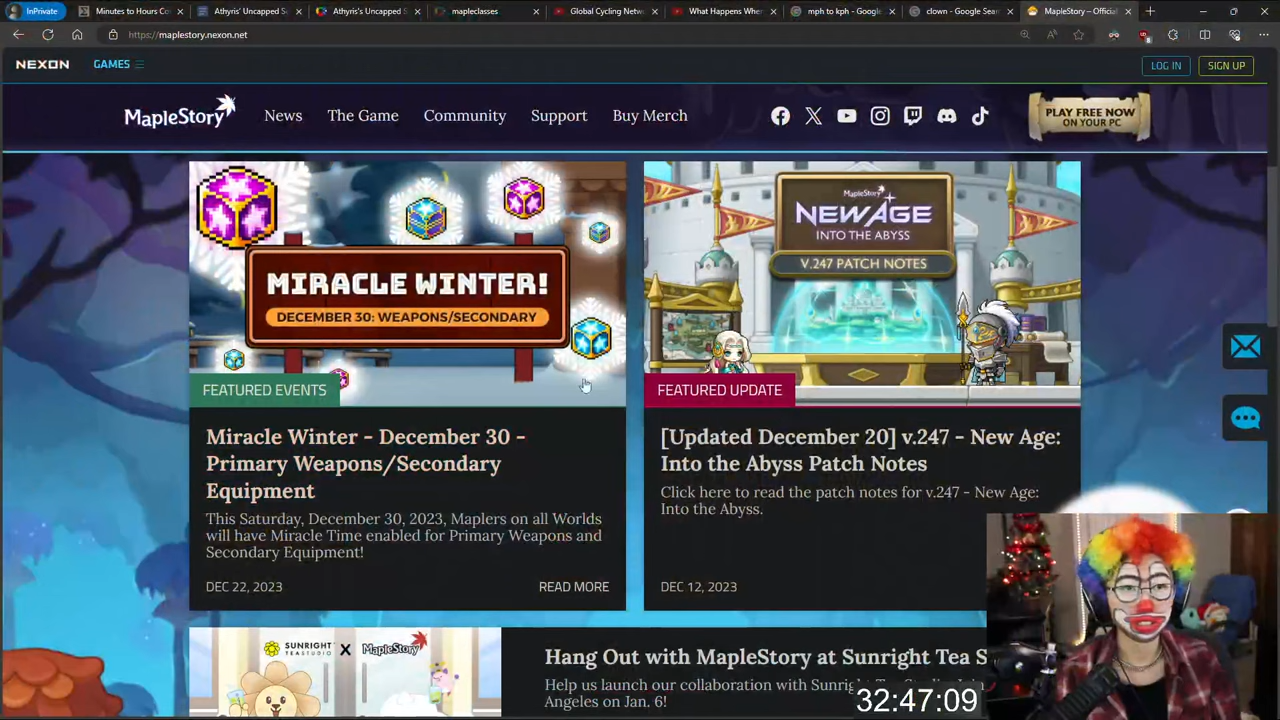 InPrivate
Minutes to Hours Co
Athyris' Uncapped S
Athyris's Uncapped S
mapleclasses
Global Cycling Netw
What Happens Whe
mph to kph - Google
clown - Google Sear
MapleStory – Officia
https://maplestory.nexon.net
NEXON
GAMES
LOG IN
SIGN UP
MapleStory
News
The Game
Community
Support
Buy Merch
PLAY FREE NOW
ON YOUR PC
MIRACLE WINTER!
DECEMBER 30: WEAPONS/SECONDARY
FEATURED EVENTS
Miracle Winter - December 30 -
Primary Weapons/Secondary
Equipment
This Saturday, December 30, 2023, Maplers on all Worlds
will have Miracle Time enabled for Primary Weapons and
Secondary Equipment!
DEC 22, 2023
READ MORE
MapleStory
NEW AGE
INTO THE ABYSS
V.247 PATCH NOTES
FEATURED UPDATE
[Updated December 20] v.247 - New Age:
Into the Abyss Patch Notes
Click here to read the patch notes for v.247 - New Age:
Into the Abyss.
DEC 12, 2023
SUNRIGHT
TEA STUDIO
X
MapleStory
Hang Out with MapleStory at Sunright Tea S
Help us launch our collaboration with Sunright
Angeles on Jan. 6!
32:47:09